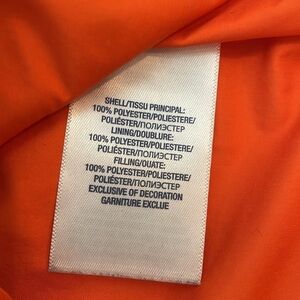 SHELL/TISSU PRINCIPAL:
100% POLYESTER/POLIESTERE/
POLIÉSTER/ПОЛИЭСТЕР
LINING/DOUBLURE:
100% POLYESTER/POLIESTERE/
POLIÉSTER/ПОЛИЭСТЕР
FILLING/OUATE:
100% POLYESTER/POLIESTERE/
POLIÉSTER/ПОЛИЭСТЕР
EXCLUSIVE OF DECORATION
GARNITURE EXCLUE